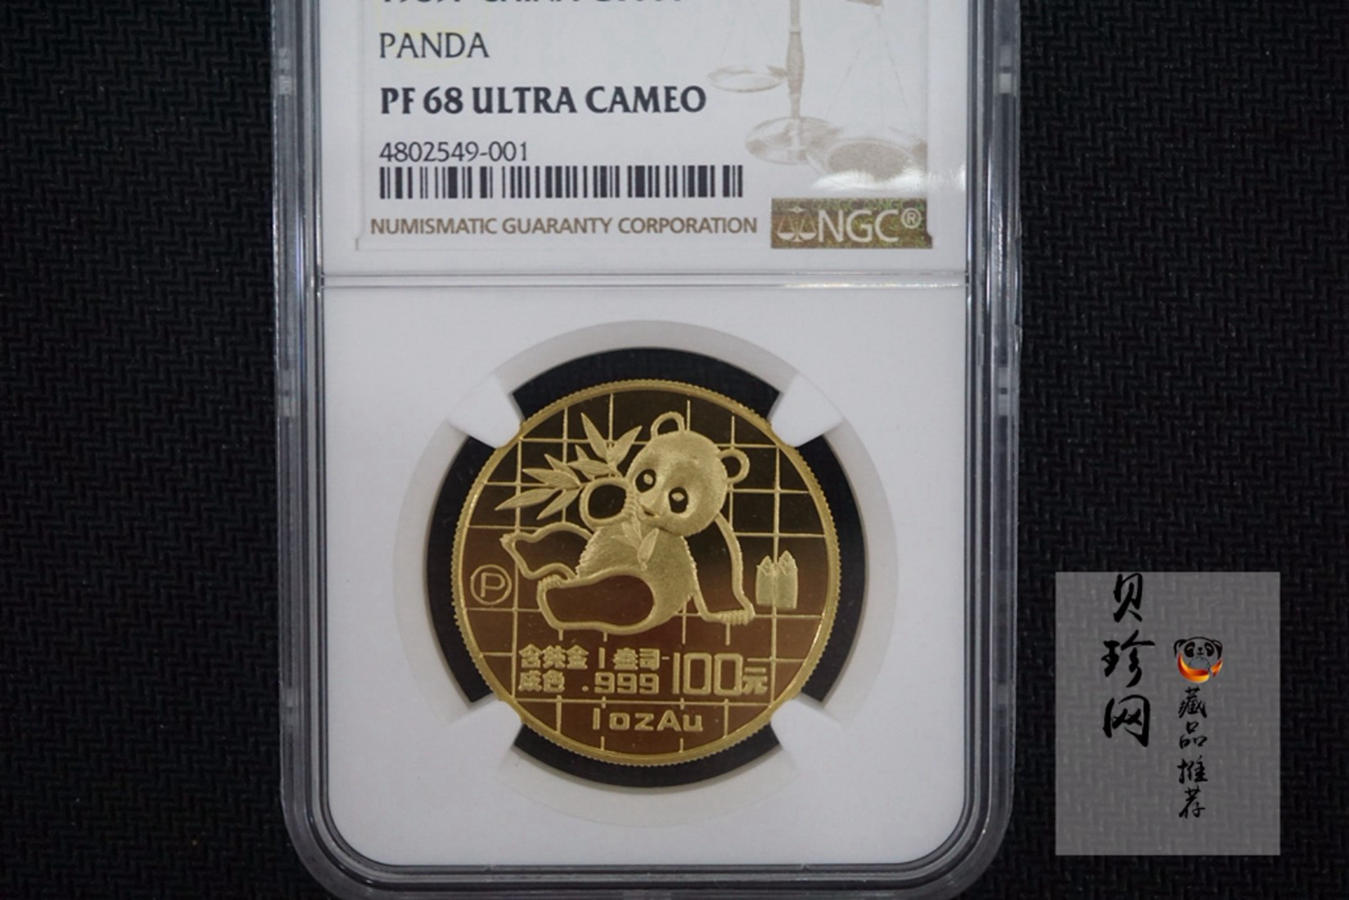 PANDA
PF 68 ULTRA CAMEO
4802549-001
NUMISMATIC GUARANTY CORPORATION
NGC®
P
含纯金 1 盎司 100元
成色 .999
1ozAu
贝珍网
藏品推荐